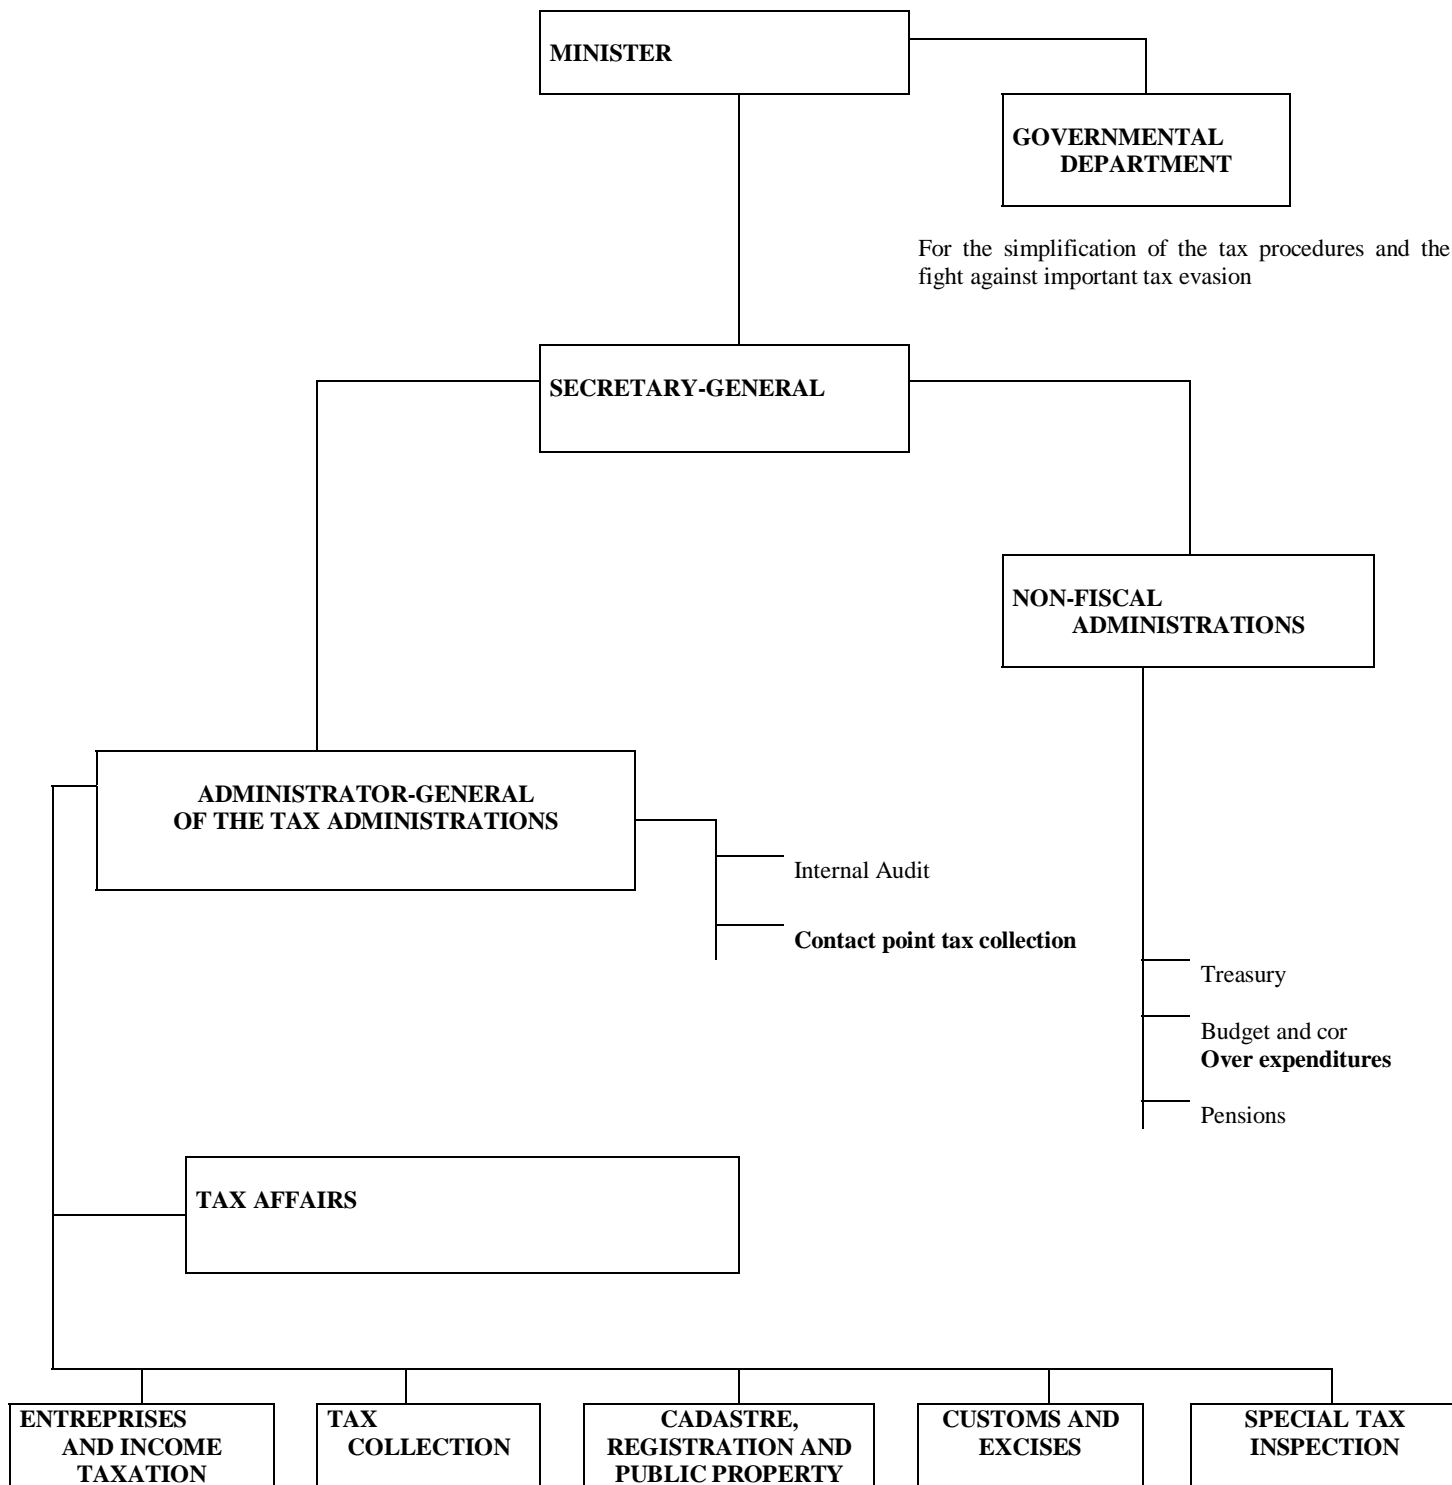 MINISTER
GOVERNMENTAL
DEPARTMENT
For the simplification of the tax procedures and the
fight against important tax evasion
SECRETARY-GENERAL
NON-FISCAL
ADMINISTRATIONS
ADMINISTRATOR-GENERAL
OF THE TAX ADMINISTRATIONS
Internal Audit
Contact point tax collection
Treasury
Budget and cor
Over expenditures
Pensions
TAX AFFAIRS
ENTREPRISES
AND INCOME
TAXATION
TAX
COLLECTION
CADASTRE,
REGISTRATION AND
PUBLIC PROPERTY
CUSTOMS AND
EXCISES
SPECIAL TAX
INSPECTION